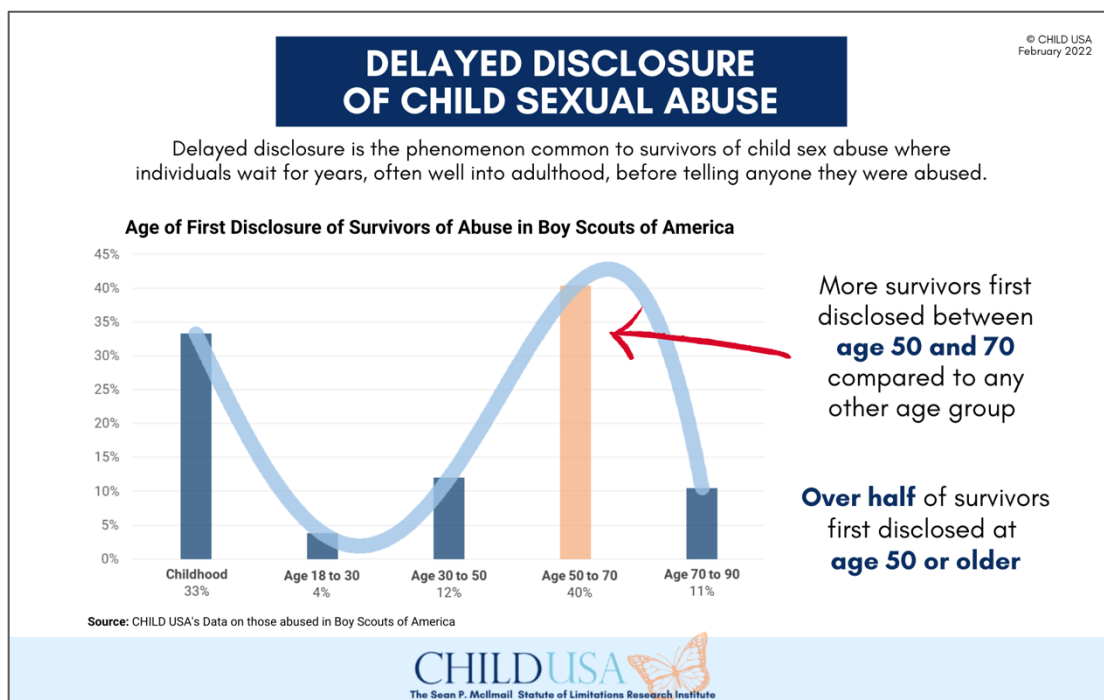 © CHILD USA
February 2022
DELAYED DISCLOSURE
OF CHILD SEXUAL ABUSE
Delayed disclosure is the phenomenon common to survivors of child sex abuse where
individuals wait for years, often well into adulthood, before telling anyone they were abused.
Age of First Disclosure of Survivors of Abuse in Boy Scouts of America
45%
40%
35%
30%
25%
20%
15%
10%
5%
0%
Childhood
33%
Age 18 to 30
4%
Age 30 to 50
12%
Age 50 to 70
40%
Age 70 to 90
11%
More survivors first
disclosed between
age 50 and 70
compared to any
other age group
Over half of survivors
first disclosed at
age 50 or older
Source: CHILD USA's Data on those abused in Boy Scouts of America
CHILD USA
The Sean P. McIlmail Statute of Limitations Research Institute